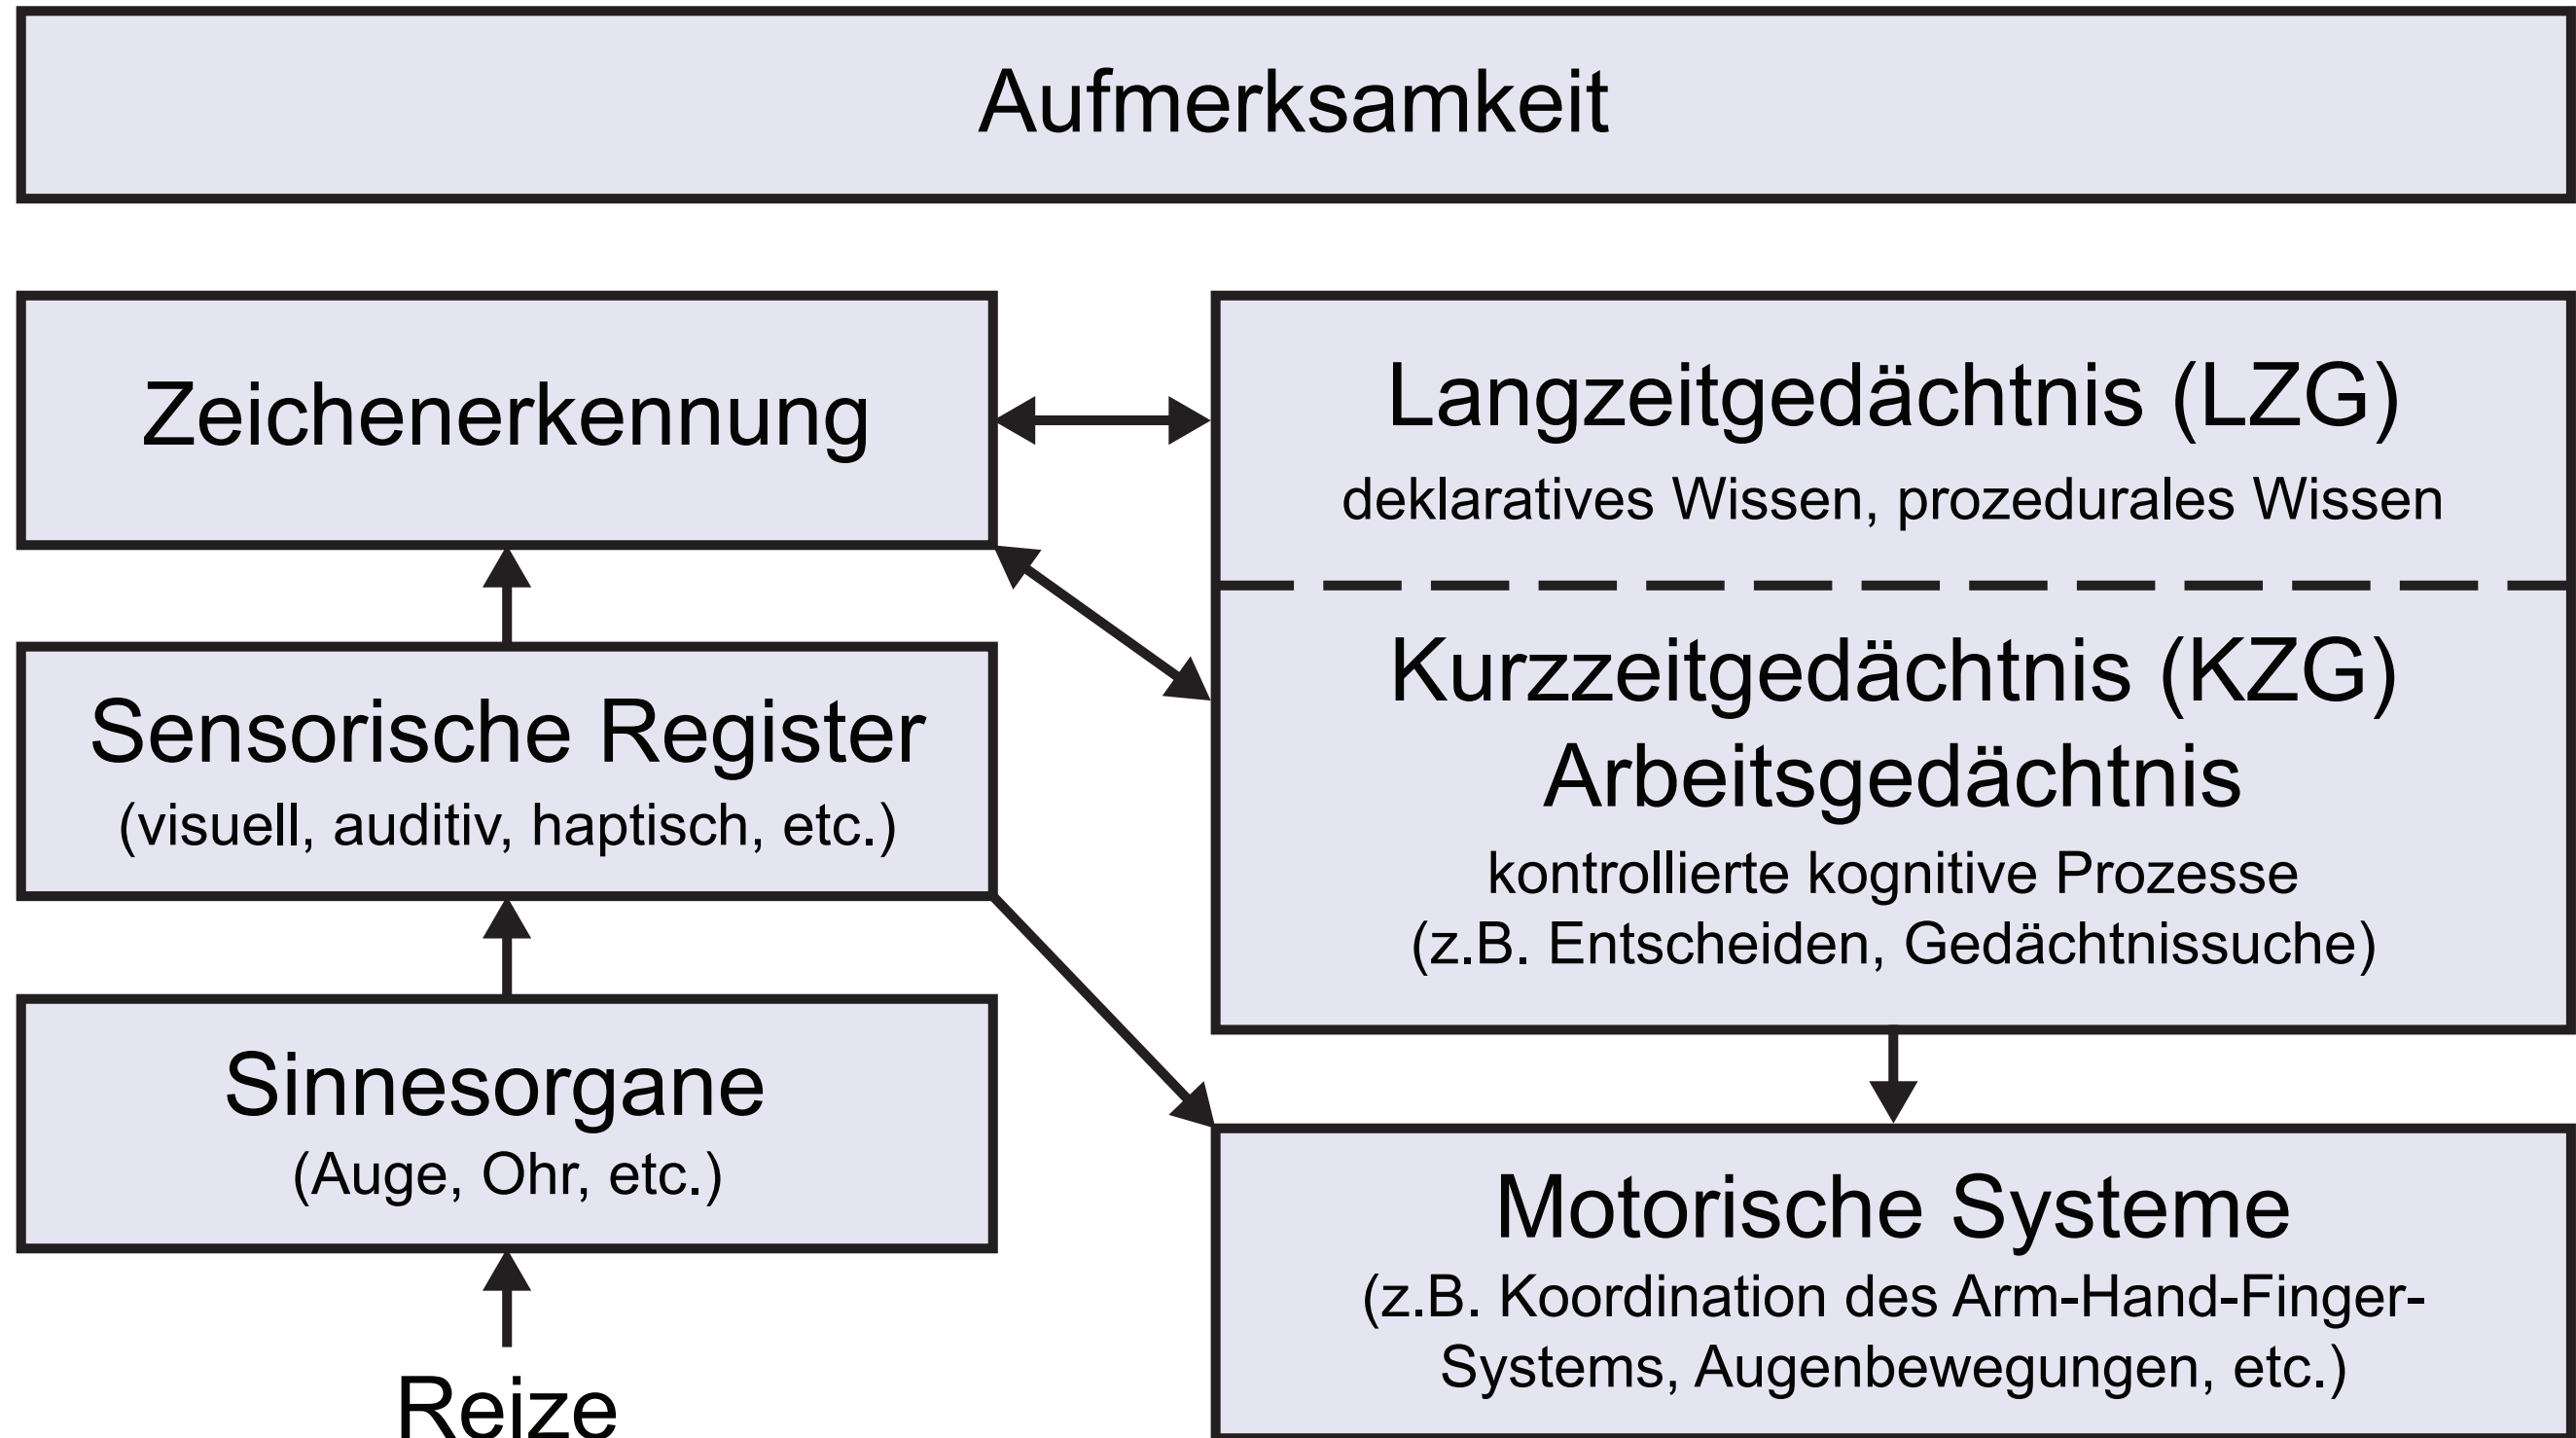 Aufmerksamkeit
Zeichenerkennung
Langzeitgedächtnis (LZG)
deklaratives Wissen, prozedurales Wissen
Kurzzeitgedächtnis (KZG)
Arbeitsgedächtnis
kontrollierte kognitive Prozesse
(z.B. Entscheiden, Gedächtnissuche)
Sensorische Register
(visuell, auditiv, haptisch, etc.)
Sinnesorgane
(Auge, Ohr, etc.)
Motorische Systeme
(z.B. Koordination des Arm-Hand-Finger-
Systems, Augenbewegungen, etc.)
Reize